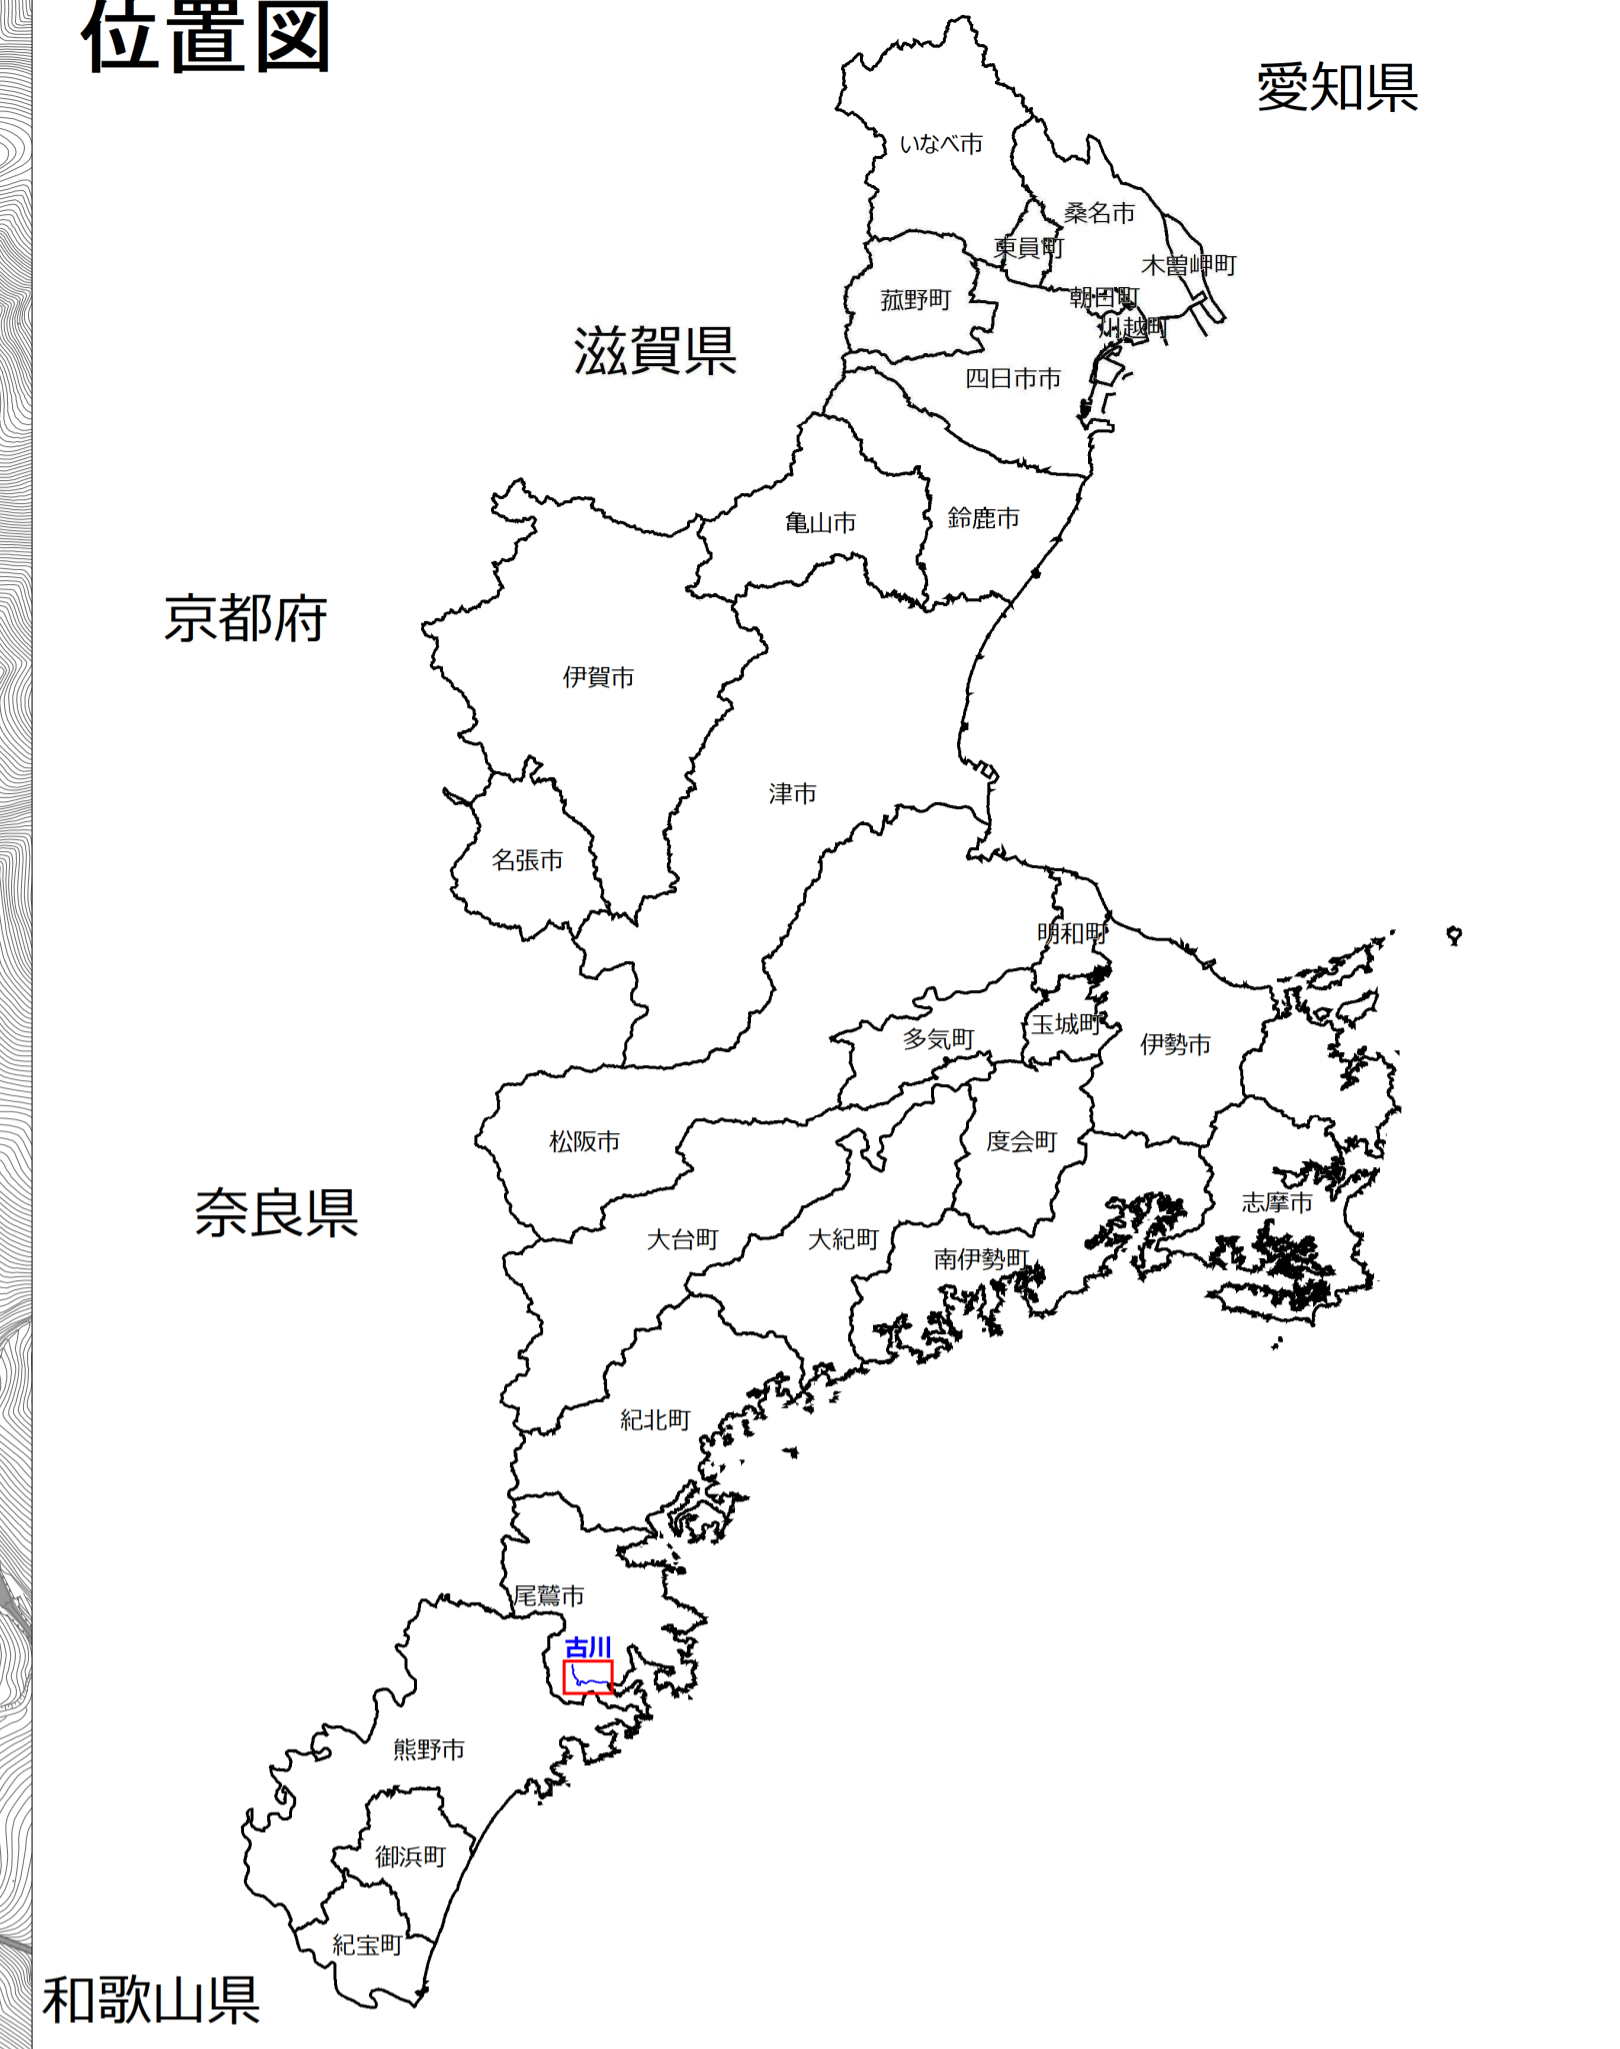 位置図
愛知県
いなべ市
桑名市
東員町
木曽岬町
菰野町
朝日町
川越町
滋賀県
四日市市
亀山市
鈴鹿市
京都府
伊賀市
津市
名張市
明和町
玉城町
多気町
伊勢市
松阪市
度会町
奈良県
志摩市
大台町
大紀町
南伊勢町
紀北町
尾鷲市
古川
熊野市
御浜町
紀宝町
和歌山県